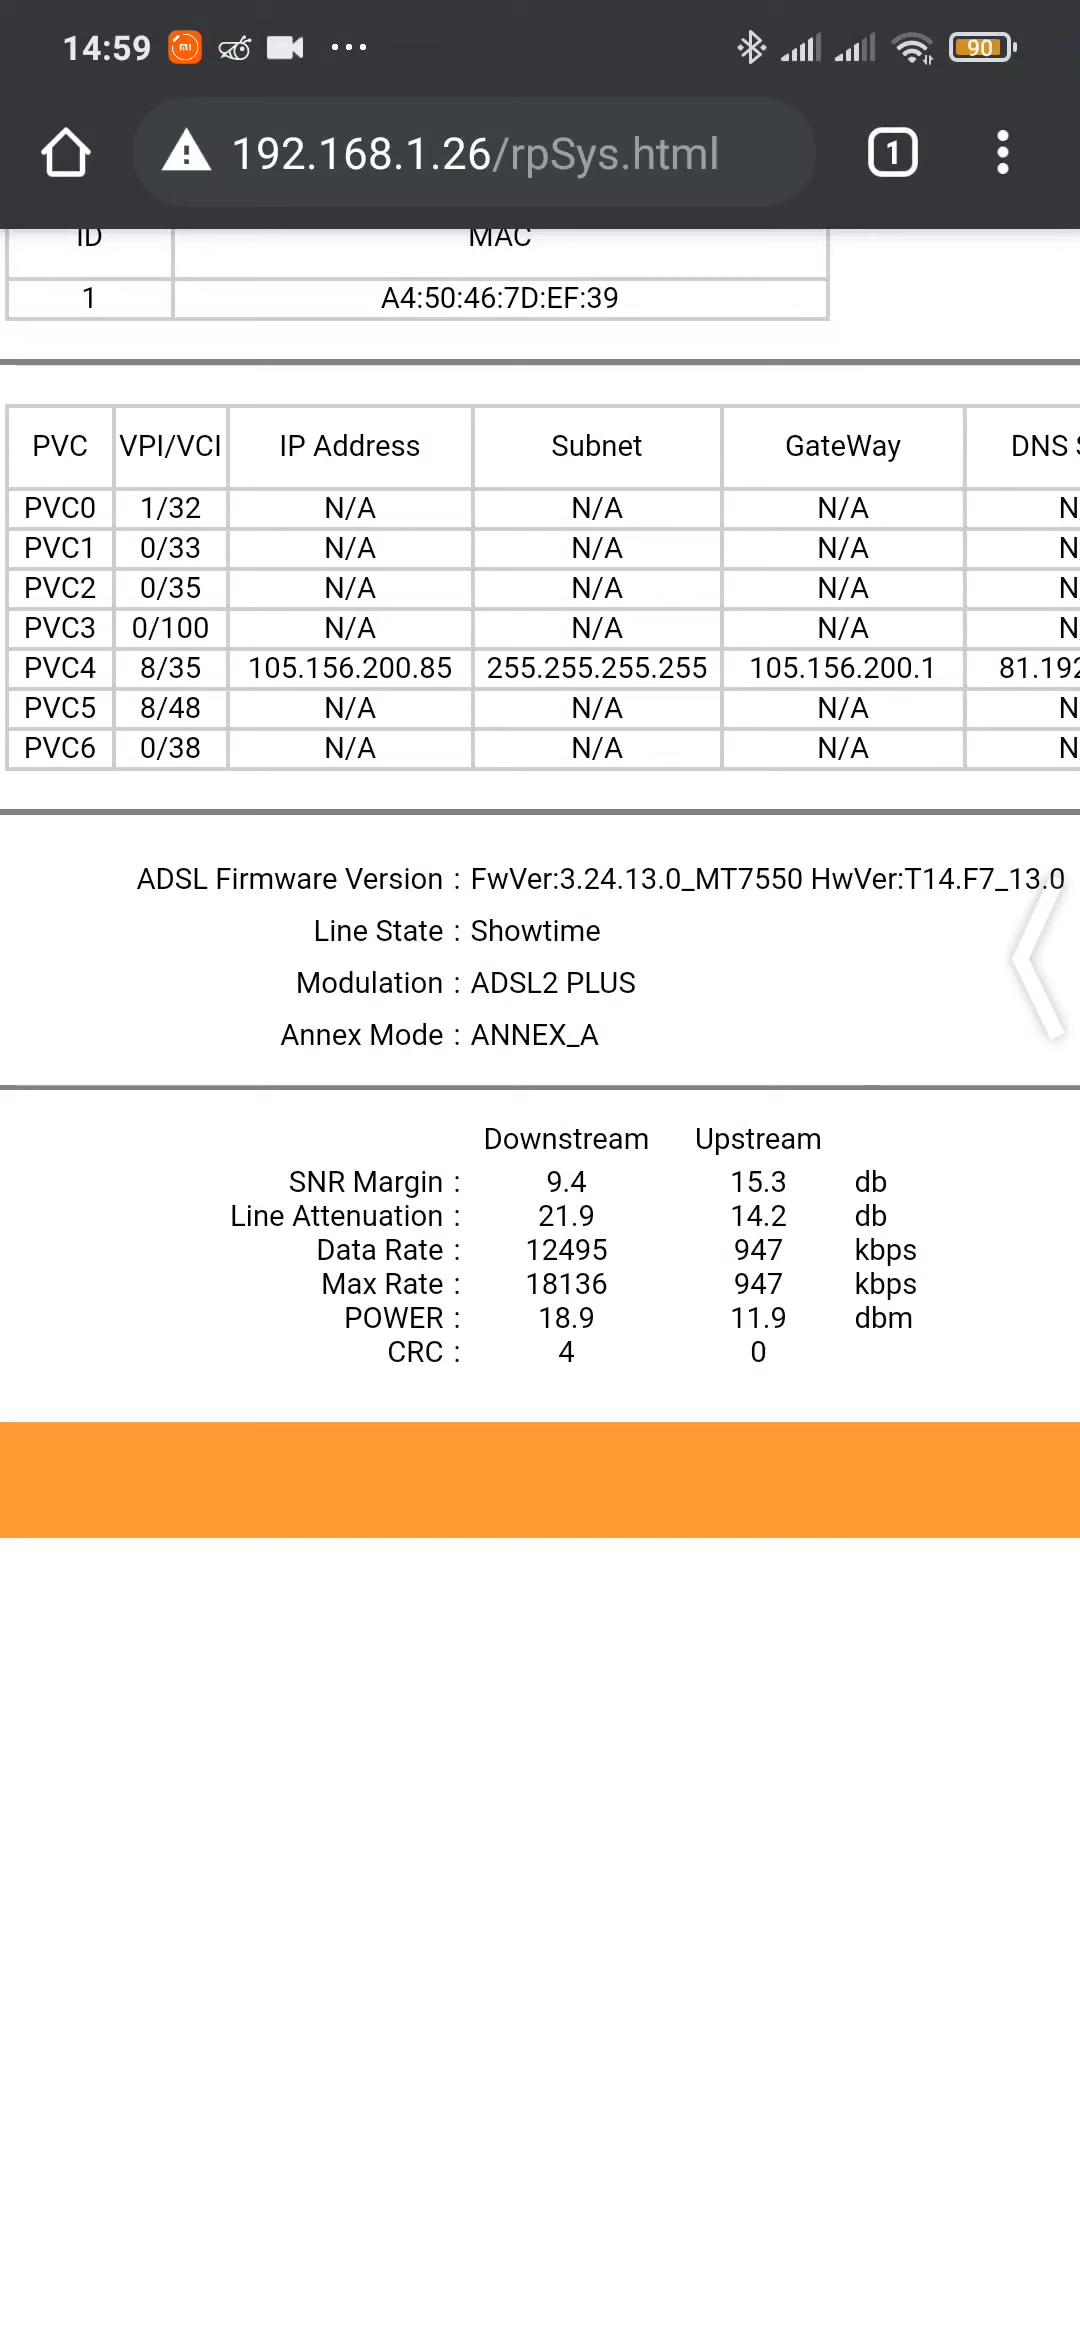 14:59 90
192.168.1.26/rpSys.html 1
ID MAC
1 A4:50:46:7D:EF:39
PVC VPI/VCI IP Address Subnet GateWay DNS
PVC0 1/32 N/A N/A N/A N
PVC1 0/33 N/A N/A N/A N
PVC2 0/35 N/A N/A N/A N
PVC3 0/100 N/A N/A N/A N
PVC4 8/35 105.156.200.85 255.255.255.255 105.156.200.1 81.192
PVC5 8/48 N/A N/A N/A N
PVC6 0/38 N/A N/A N/A N
ADSL Firmware Version : FwVer:3.24.13.0_MT7550 HwVer:T14.F7_13.0
Line State : Showtime
Modulation : ADSL2 PLUS
Annex Mode : ANNEX_A
Downstream Upstream
SNR Margin : 9.4 15.3 db
Line Attenuation : 21.9 14.2 db
Data Rate : 12495 947 kbps
Max Rate : 18136 947 kbps
POWER : 18.9 11.9 dbm
CRC : 4 0